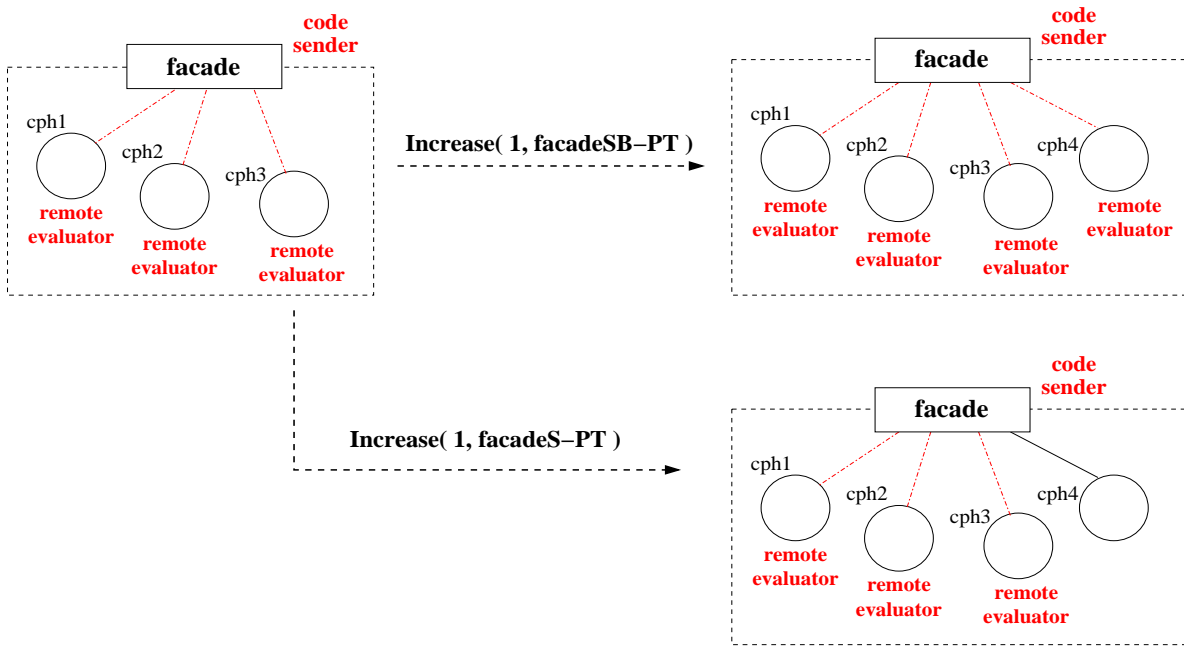 code
sender
facade
cph1
cph2
cph3
remote
evaluator
remote
evaluator
remote
evaluator
Increase( 1, facadeSB−PT )
code
sender
facade
cph1
cph2
cph3
cph4
remote
evaluator
remote
evaluator
remote
evaluator
remote
evaluator
Increase( 1, facadeS−PT )
code
sender
facade
cph1
cph2
cph3
cph4
remote
evaluator
remote
evaluator
remote
evaluator